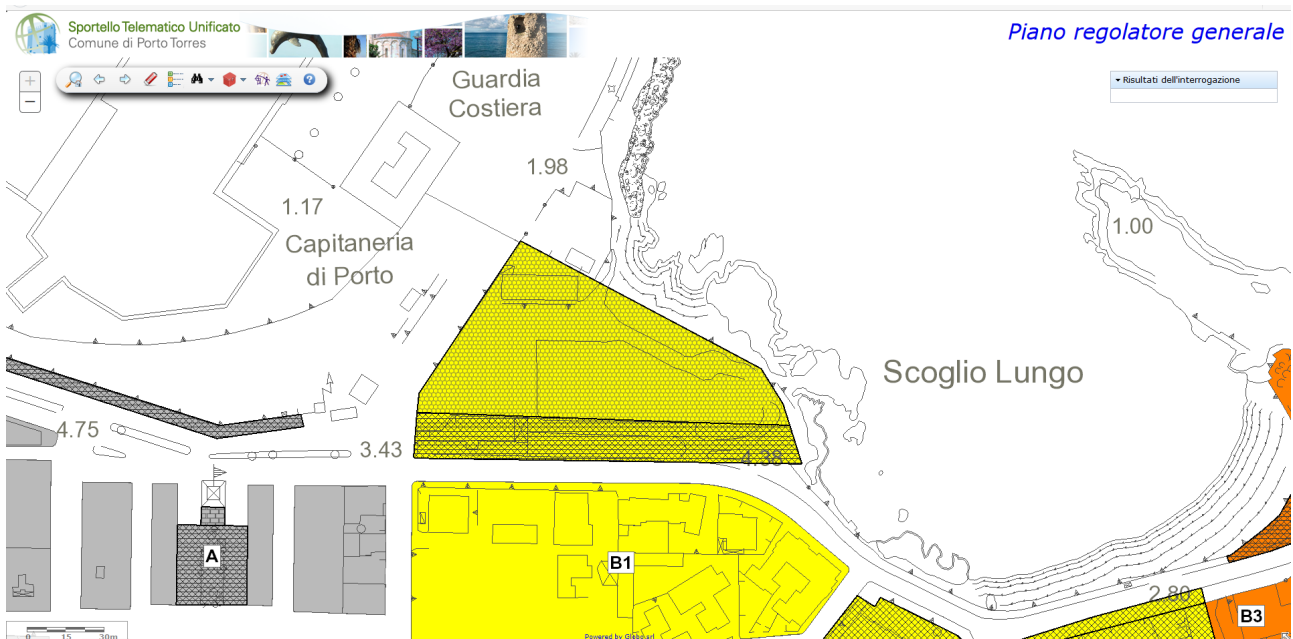 Sportello Telematico Unificato
Comune di Porto Torres
Piano regolatore generale
Risultati dell'interrogazione
Guardia
Costiera
1.98
1.17
Capitaneria
di Porto
1.00
Scoglio Lungo
4.75
3.43
4.38
A
B1
2.80
B3
0 15 30m
Powered by Globo srl